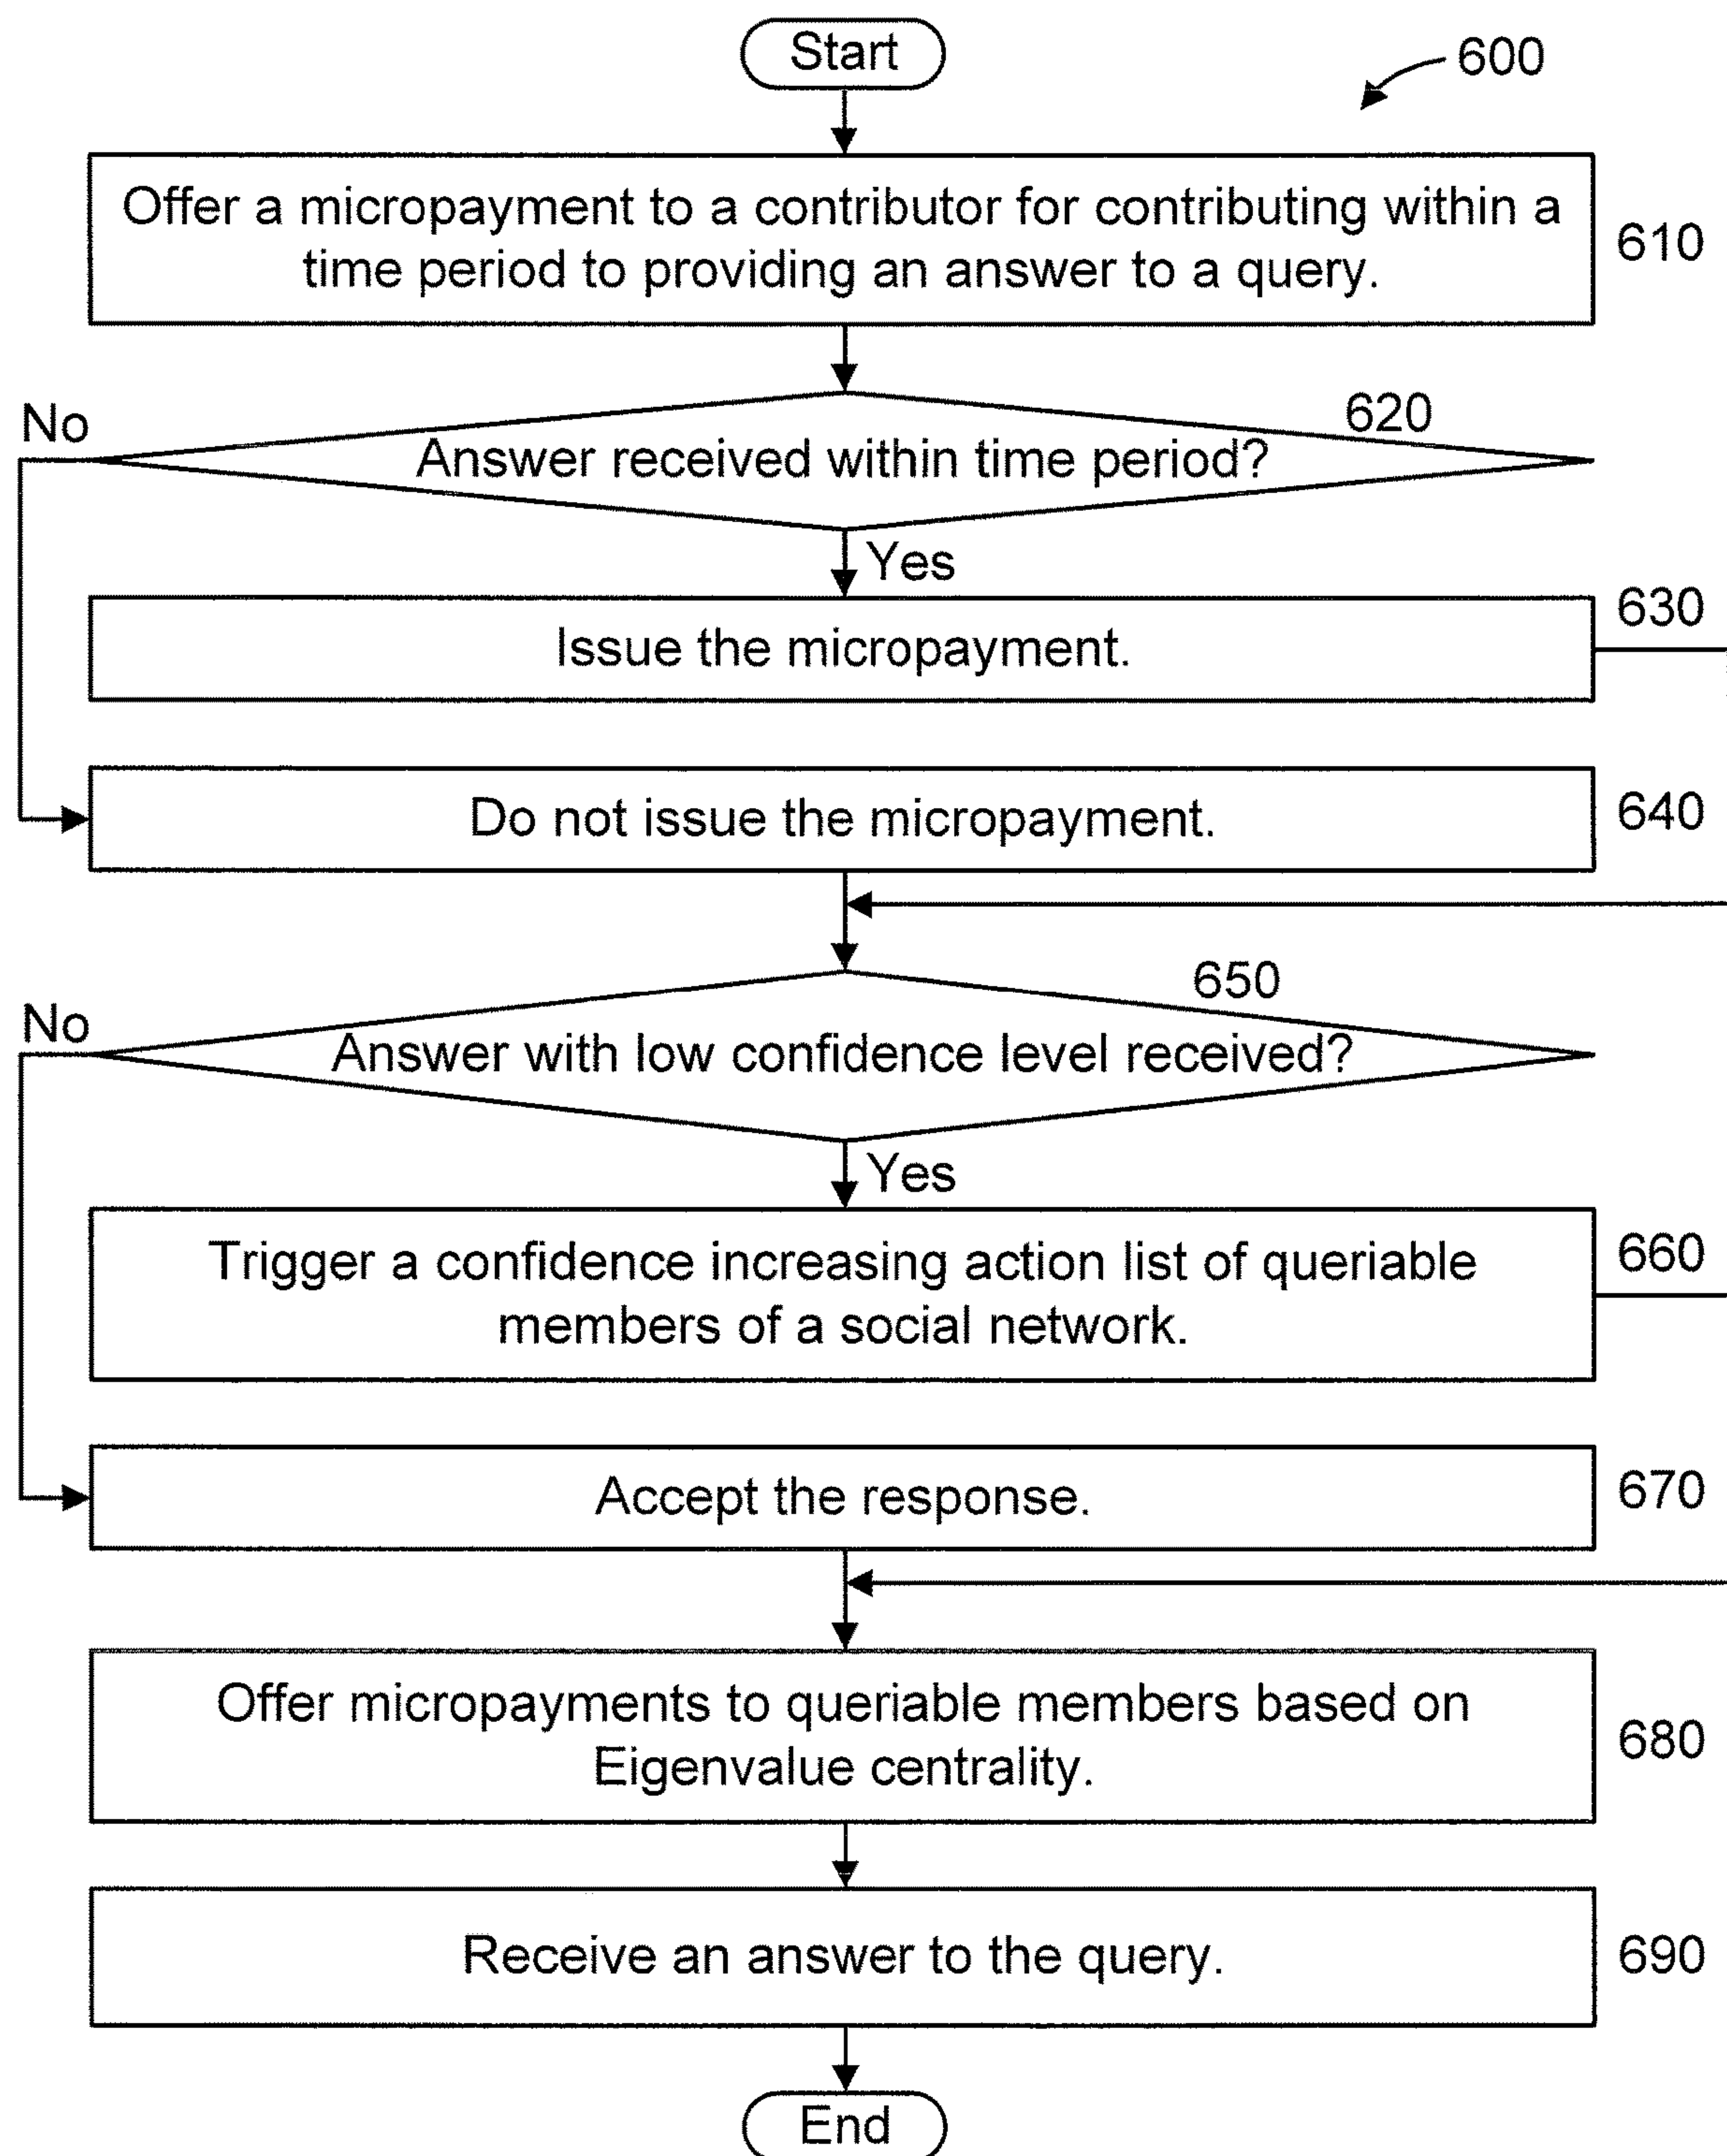 Start
600
Offer a micropayment to a contributor for contributing within a
time period to providing an answer to a query.
610
No
620
Answer received within time period?
Yes
630
Issue the micropayment.
Do not issue the micropayment.
640
650
No
Answer with low confidence level received?
Yes
Trigger a confidence increasing action list of queriable
members of a social network.
660
Accept the response.
670
Offer micropayments to queriable members based on
Eigenvalue centrality.
680
Receive an answer to the query.
690
End